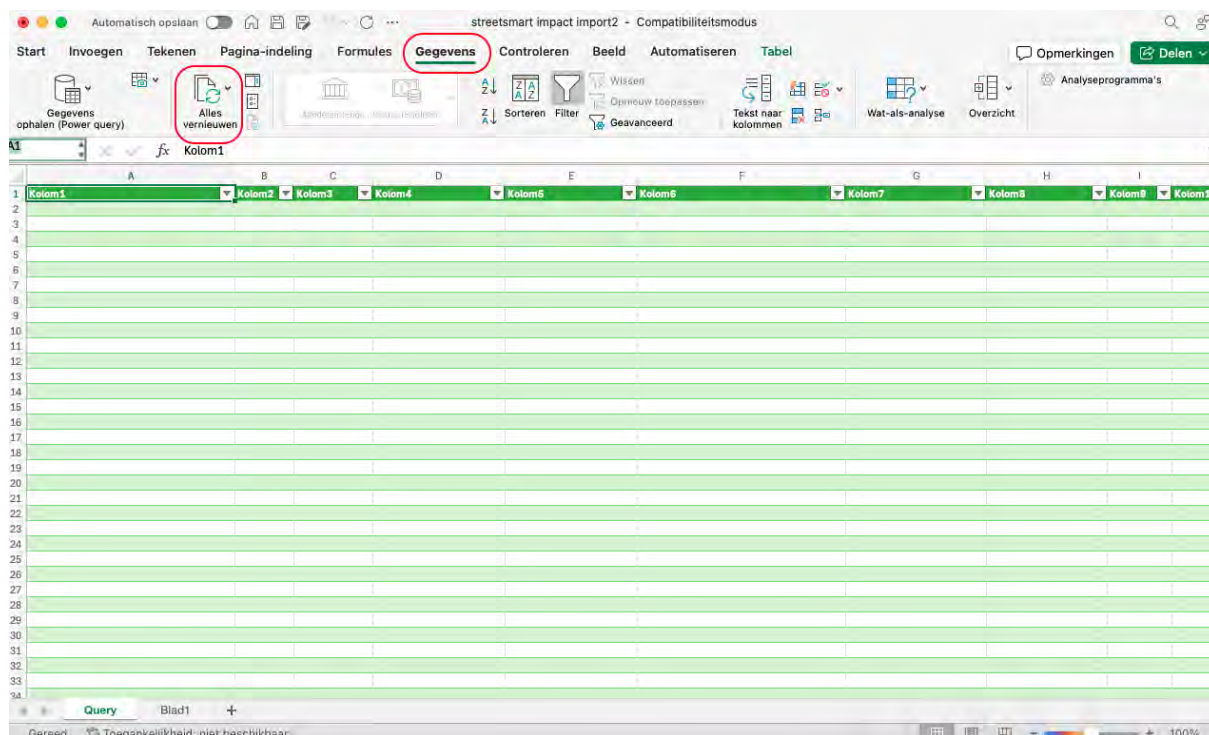 Automatisch opslaan ... streetsmart impact import2 - Compatibiliteitsmodus
Start Invoegen Tekenen Pagina-indeling Formules Gegevens Controleren Beeld Automatiseren Tabel Opmerkingen Delen
Gegevens ophalen (Power query)
Alles vernieuwen
Sorteren Filter
Wissen
Opnieuw toepassen
Geavanceerd
Tekst naar kolommen
Wat-als-analyse
Overzicht
Analyseprogramma's
A1 fx Kolom1
A B C D E F G H I
1 Kolom1 Kolom2 Kolom3 Kolom4 Kolom5 Kolom6 Kolom7 Kolom8 Kolom9 Kolom1
2
3
4
5
6
7
8
9
10
11
12
13
14
15
16
17
18
19
20
21
22
23
24
25
26
27
28
29
30
31
32
33
34
Query Blad1 +
Gereed Toegankelijkheid: niet beschikbaar - + 100%